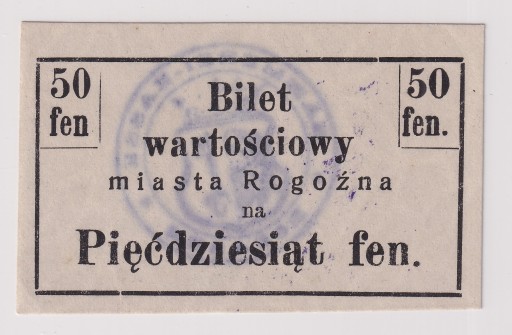 50
fen
50
fen.
Bilet
wartościowy
miasta Rogoźna
na
Pięćdziesiąt fen.